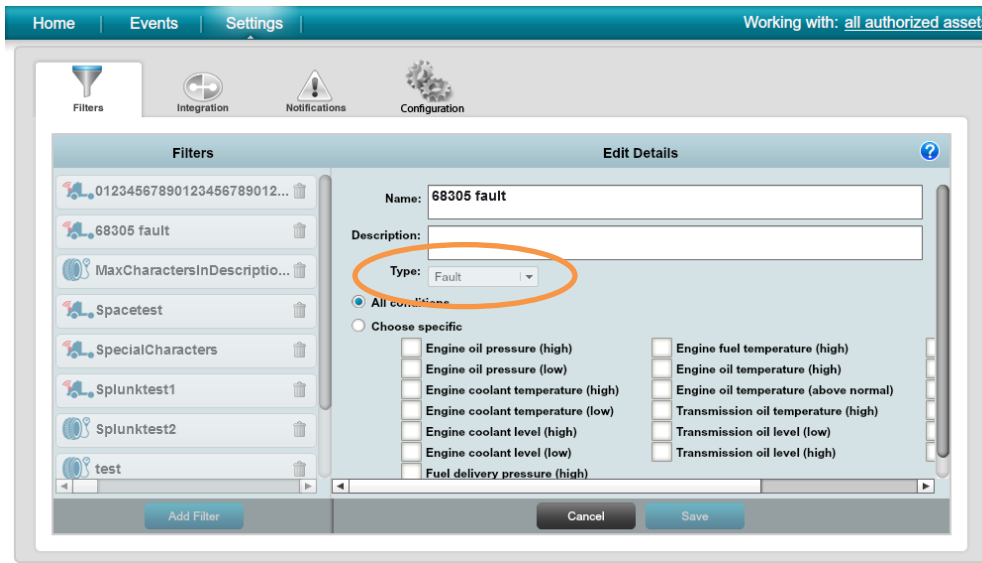 Home | Events | Settings |
Working with: all authorized assets
Filters
Integration
Notifications
Configuration
Filters
01234567890123456789012...
68305 fault
MaxCharactersInDescriptio...
Spacetest
SpecialCharacters
Splunktest1
Splunktest2
test
Add Filter
Edit Details
?
Name: 68305 fault
Description:
Type: Fault
All conditions
Choose specific
Engine oil pressure (high)
Engine oil pressure (low)
Engine coolant temperature (high)
Engine coolant temperature (low)
Engine coolant level (high)
Engine coolant level (low)
Fuel delivery pressure (high)
Engine fuel temperature (high)
Engine oil temperature (high)
Engine oil temperature (above normal)
Transmission oil temperature (high)
Transmission oil level (low)
Transmission oil level (high)
Cancel
Save